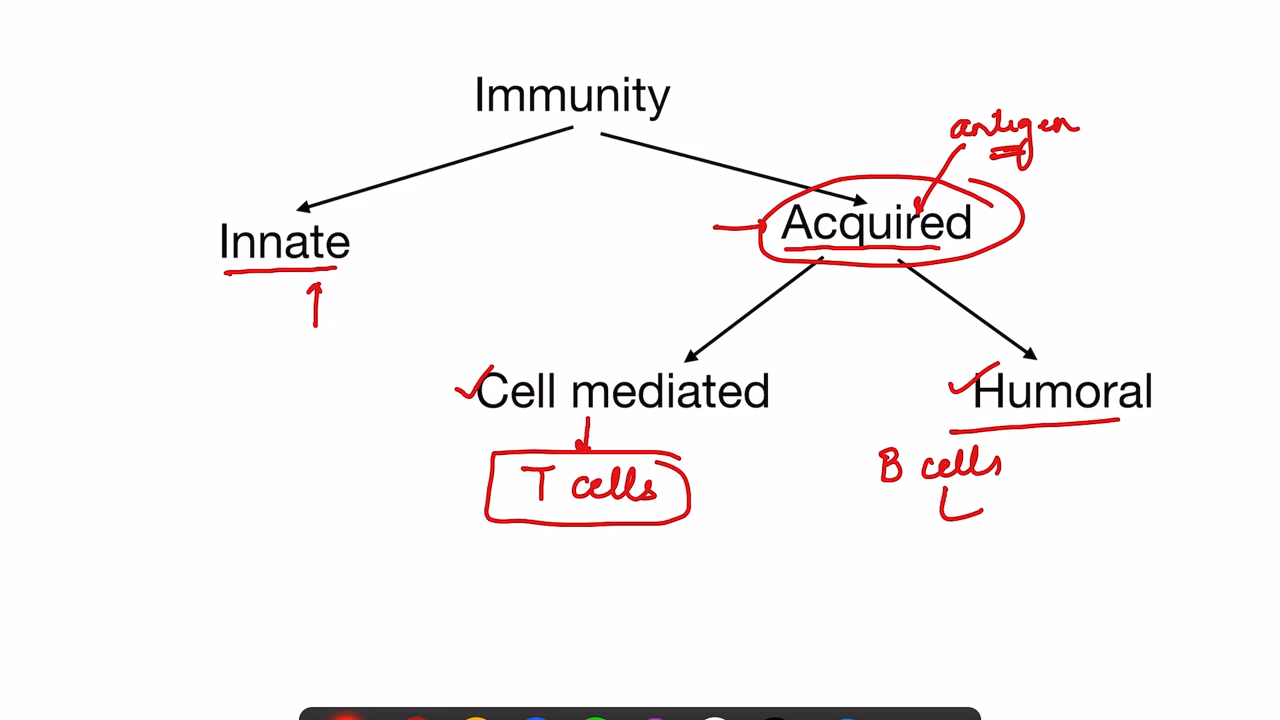 Immunity
antigen
Innate
Acquired
Cell mediated
Humoral
T cells
B cells